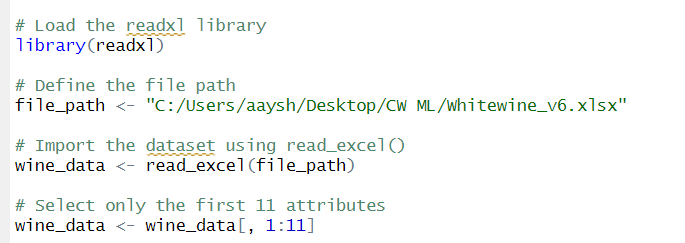 # Load the readxl library
library(readxl)
# Define the file path
file_path <- "C:/Users/aaysh/Desktop/CW ML/Whitewine_v6.xlsx"
# Import the dataset using read_excel()
wine_data <- read_excel(file_path)
# Select only the first 11 attributes
wine_data <- wine_data[, 1:11]